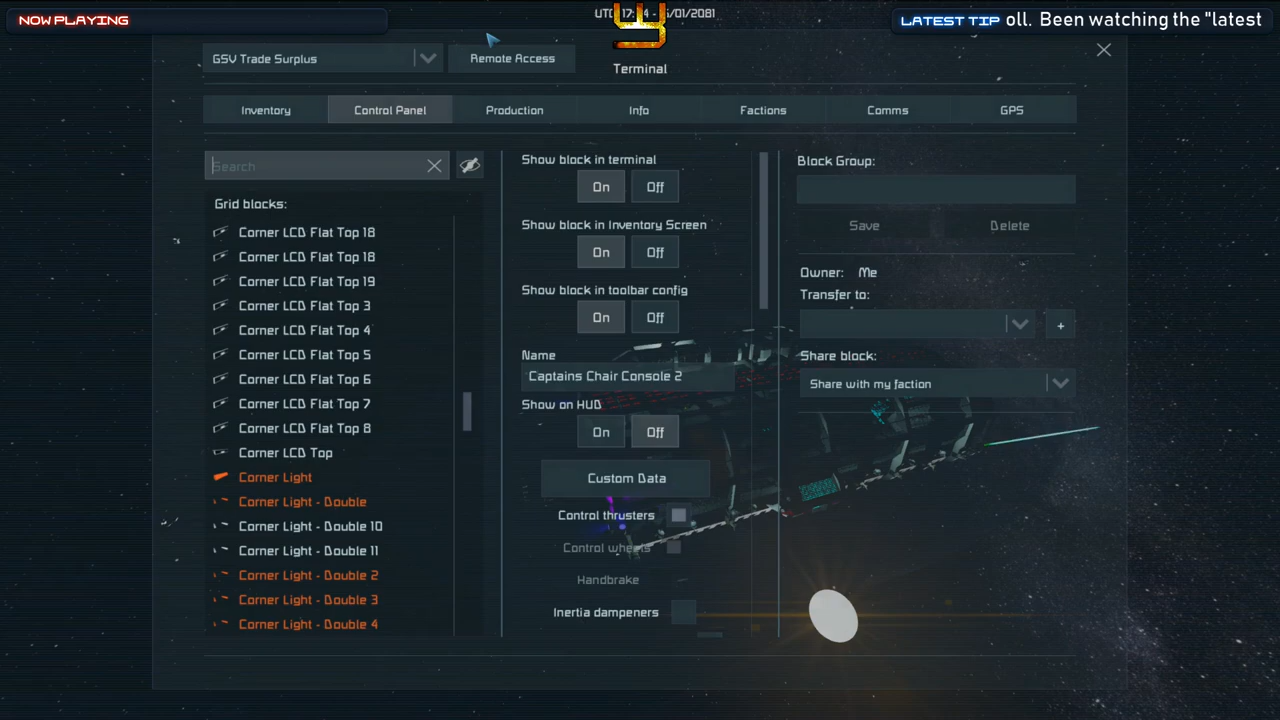 NOW PLAYING
LATEST TIP oll. Been watching the "latest
GSV Trade Surplus
Remote Access
Terminal
Inventory
Control Panel
Production
Info
Factions
Comms
GPS
Search
Grid blocks:
Corner LCD Flat Top 18
Corner LCD Flat Top 18
Corner LCD Flat Top 19
Corner LCD Flat Top 3
Corner LCD Flat Top 4
Corner LCD Flat Top 5
Corner LCD Flat Top 6
Corner LCD Flat Top 7
Corner LCD Flat Top 8
Corner LCD Top
Corner Light
Corner Light - Double
Corner Light - Double 10
Corner Light - Double 11
Corner Light - Double 2
Corner Light - Double 3
Corner Light - Double 4
Show block in terminal
On Off
Show block in Inventory Screen
On Off
Show block in toolbar config
On Off
Name
Captains Chair Console 2
Show on HUD
On Off
Custom Data
Control thrusters
Control wheels
Handbrake
Inertia dampeners
Block Group:
Save Delete
Owner: Me
Transfer to:
+
Share block:
Share with my faction